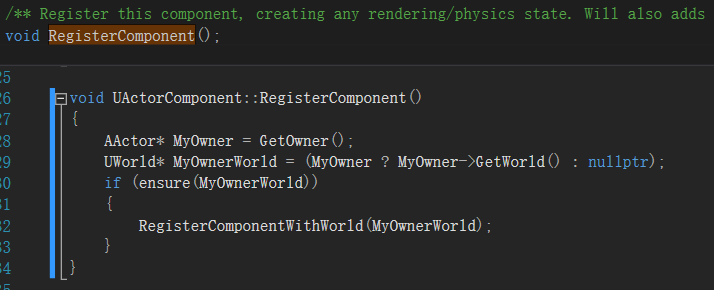 /** Register this component, creating any rendering/physics state. Will also adds
void RegisterComponent();
25
26 void UActorComponent::RegisterComponent()
27 {
28 AActor* MyOwner = GetOwner();
29 UWorld* MyOwnerWorld = (MyOwner ? MyOwner->GetWorld() : nullptr);
30 if (ensure(MyOwnerWorld))
31 {
32 RegisterComponentWithWorld(MyOwnerWorld);
33 }
34 }